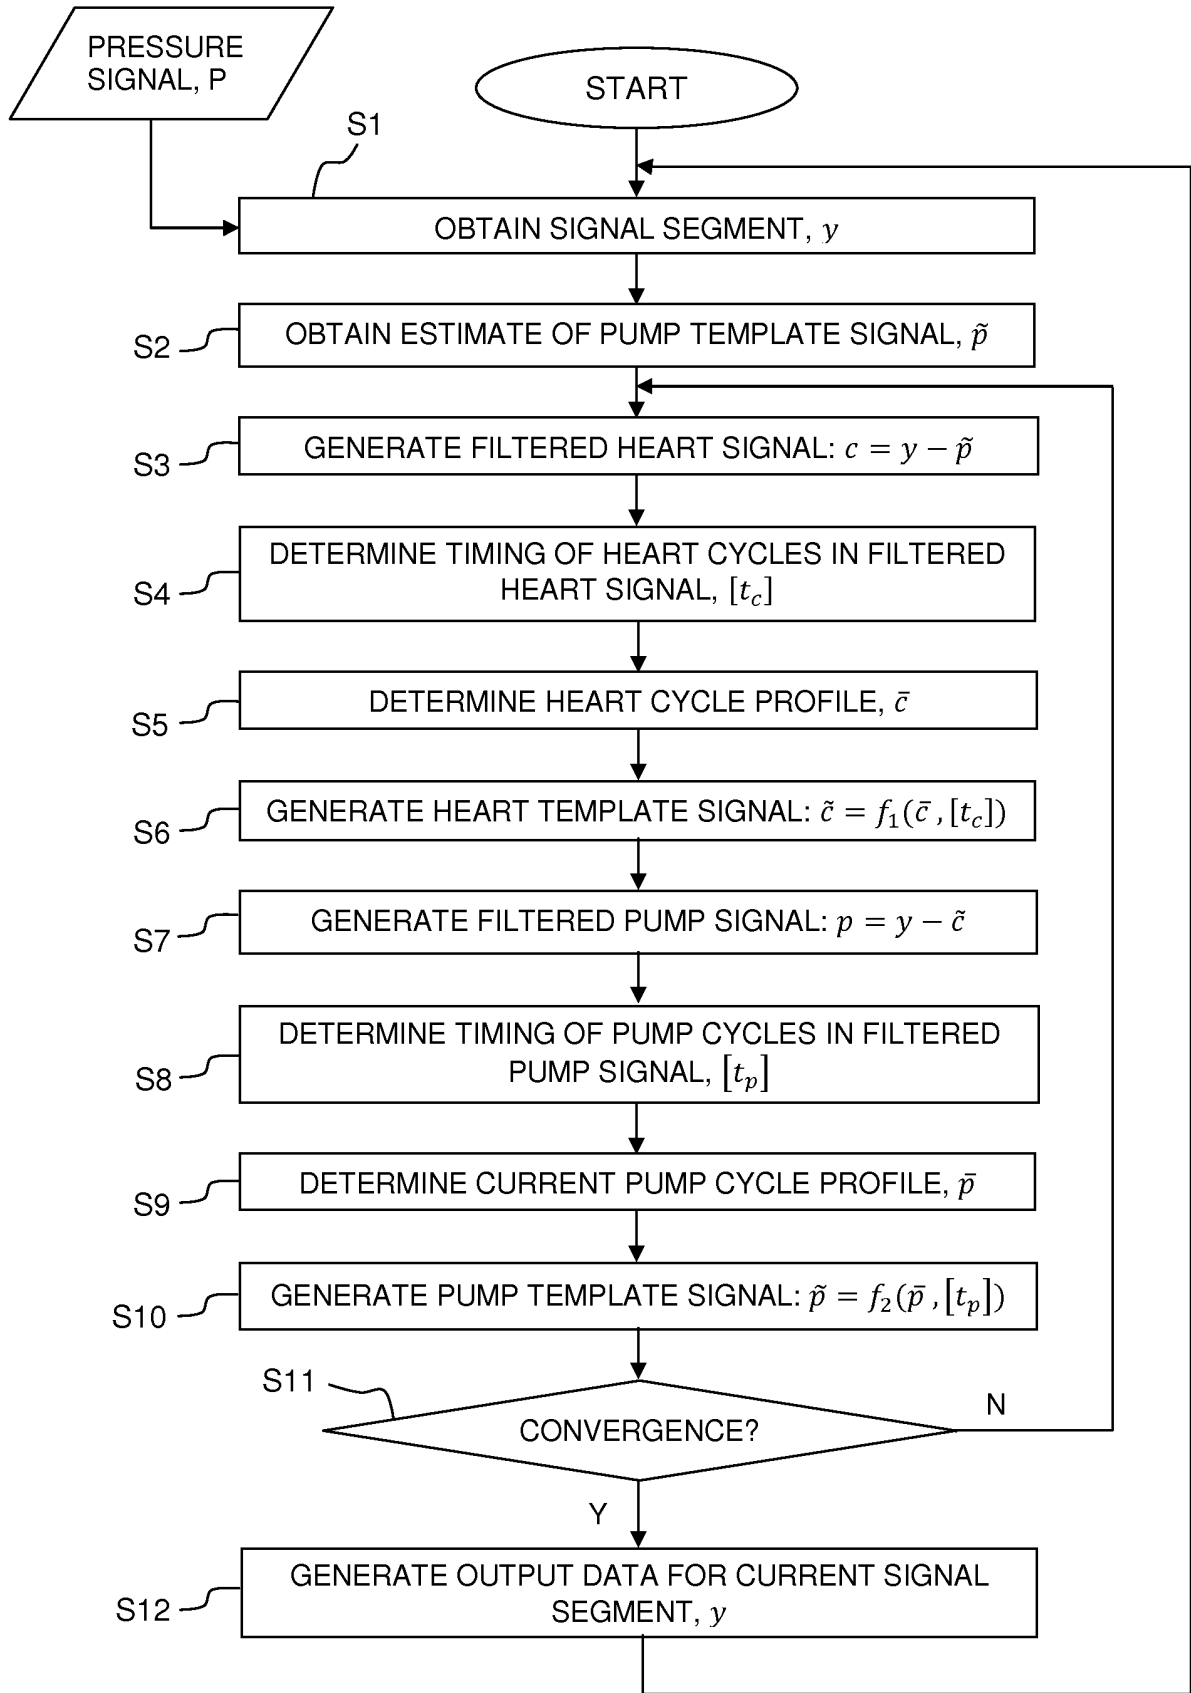 PRESSURE
SIGNAL, P
START
S1
OBTAIN SIGNAL SEGMENT, y
S2
OBTAIN ESTIMATE OF PUMP TEMPLATE SIGNAL, p̃
S3
GENERATE FILTERED HEART SIGNAL: c = y − p̃
S4
DETERMINE TIMING OF HEART CYCLES IN FILTERED
HEART SIGNAL, [t_c]
S5
DETERMINE HEART CYCLE PROFILE, c̄
S6
GENERATE HEART TEMPLATE SIGNAL: c̃ = f₁(c̄ , [t_c])
S7
GENERATE FILTERED PUMP SIGNAL: p = y − c̃
S8
DETERMINE TIMING OF PUMP CYCLES IN FILTERED
PUMP SIGNAL, [t_p]
S9
DETERMINE CURRENT PUMP CYCLE PROFILE, p̄
S10
GENERATE PUMP TEMPLATE SIGNAL: p̃ = f₂(p̄ , [t_p])
S11
CONVERGENCE?
N
Y
S12
GENERATE OUTPUT DATA FOR CURRENT SIGNAL
SEGMENT, y